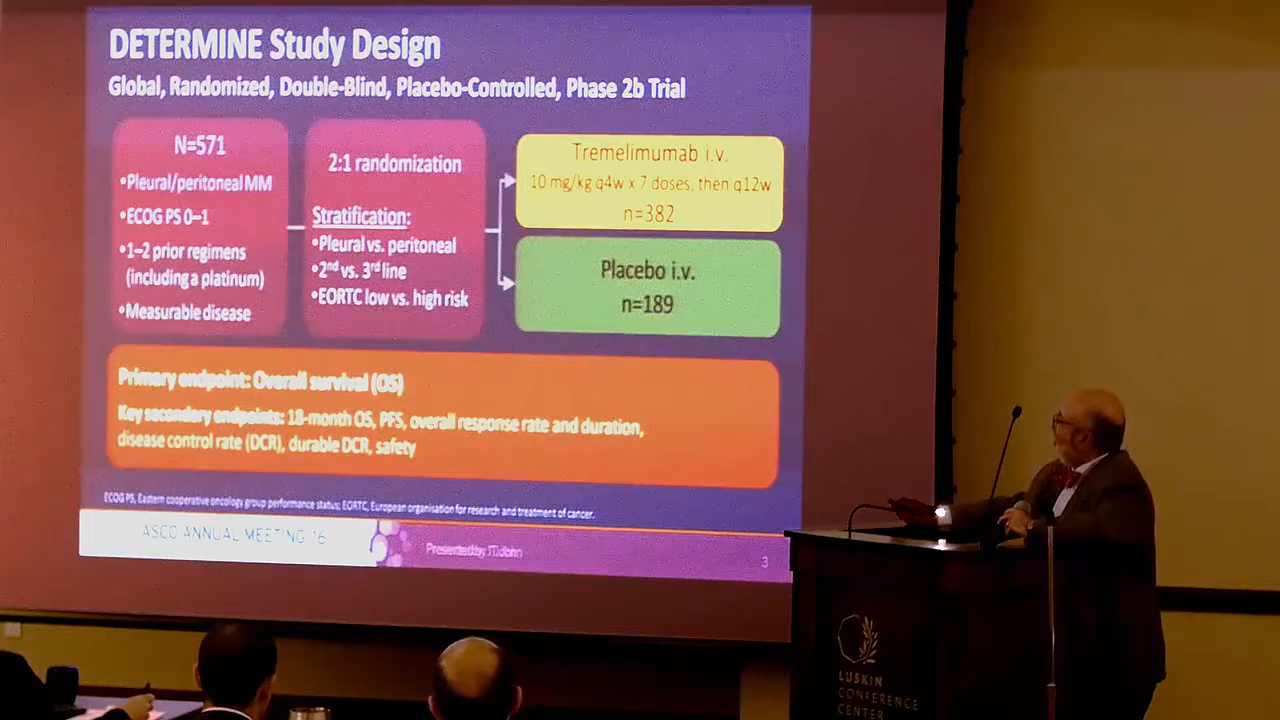 DETERMINE Study Design
Global, Randomized, Double-Blind, Placebo-Controlled, Phase 2b Trial
N=571
•Pleural/peritoneal MM
•ECOG PS 0–1
•1–2 prior regimens
(including a platinum)
•Measurable disease
2:1 randomization
Stratification:
•Pleural vs. peritoneal
•2nd vs. 3rd line
•EORTC low vs. high risk
Tremelimumab i.v.
10 mg/kg q4w x 7 doses, then q12w
n=382
Placebo i.v.
n=189
Primary endpoint: Overall survival (OS)
Key secondary endpoints: 18-month OS, PFS, overall response rate and duration,
disease control rate (DCR), durable DCR, safety
ECOG PS, Eastern cooperative oncology group performance status; EORTC, European organisation for research and treatment of cancer.
ASCO ANNUAL MEETING '16
Presented by:
3
LUSKIN
CONFERENCE
CENTER